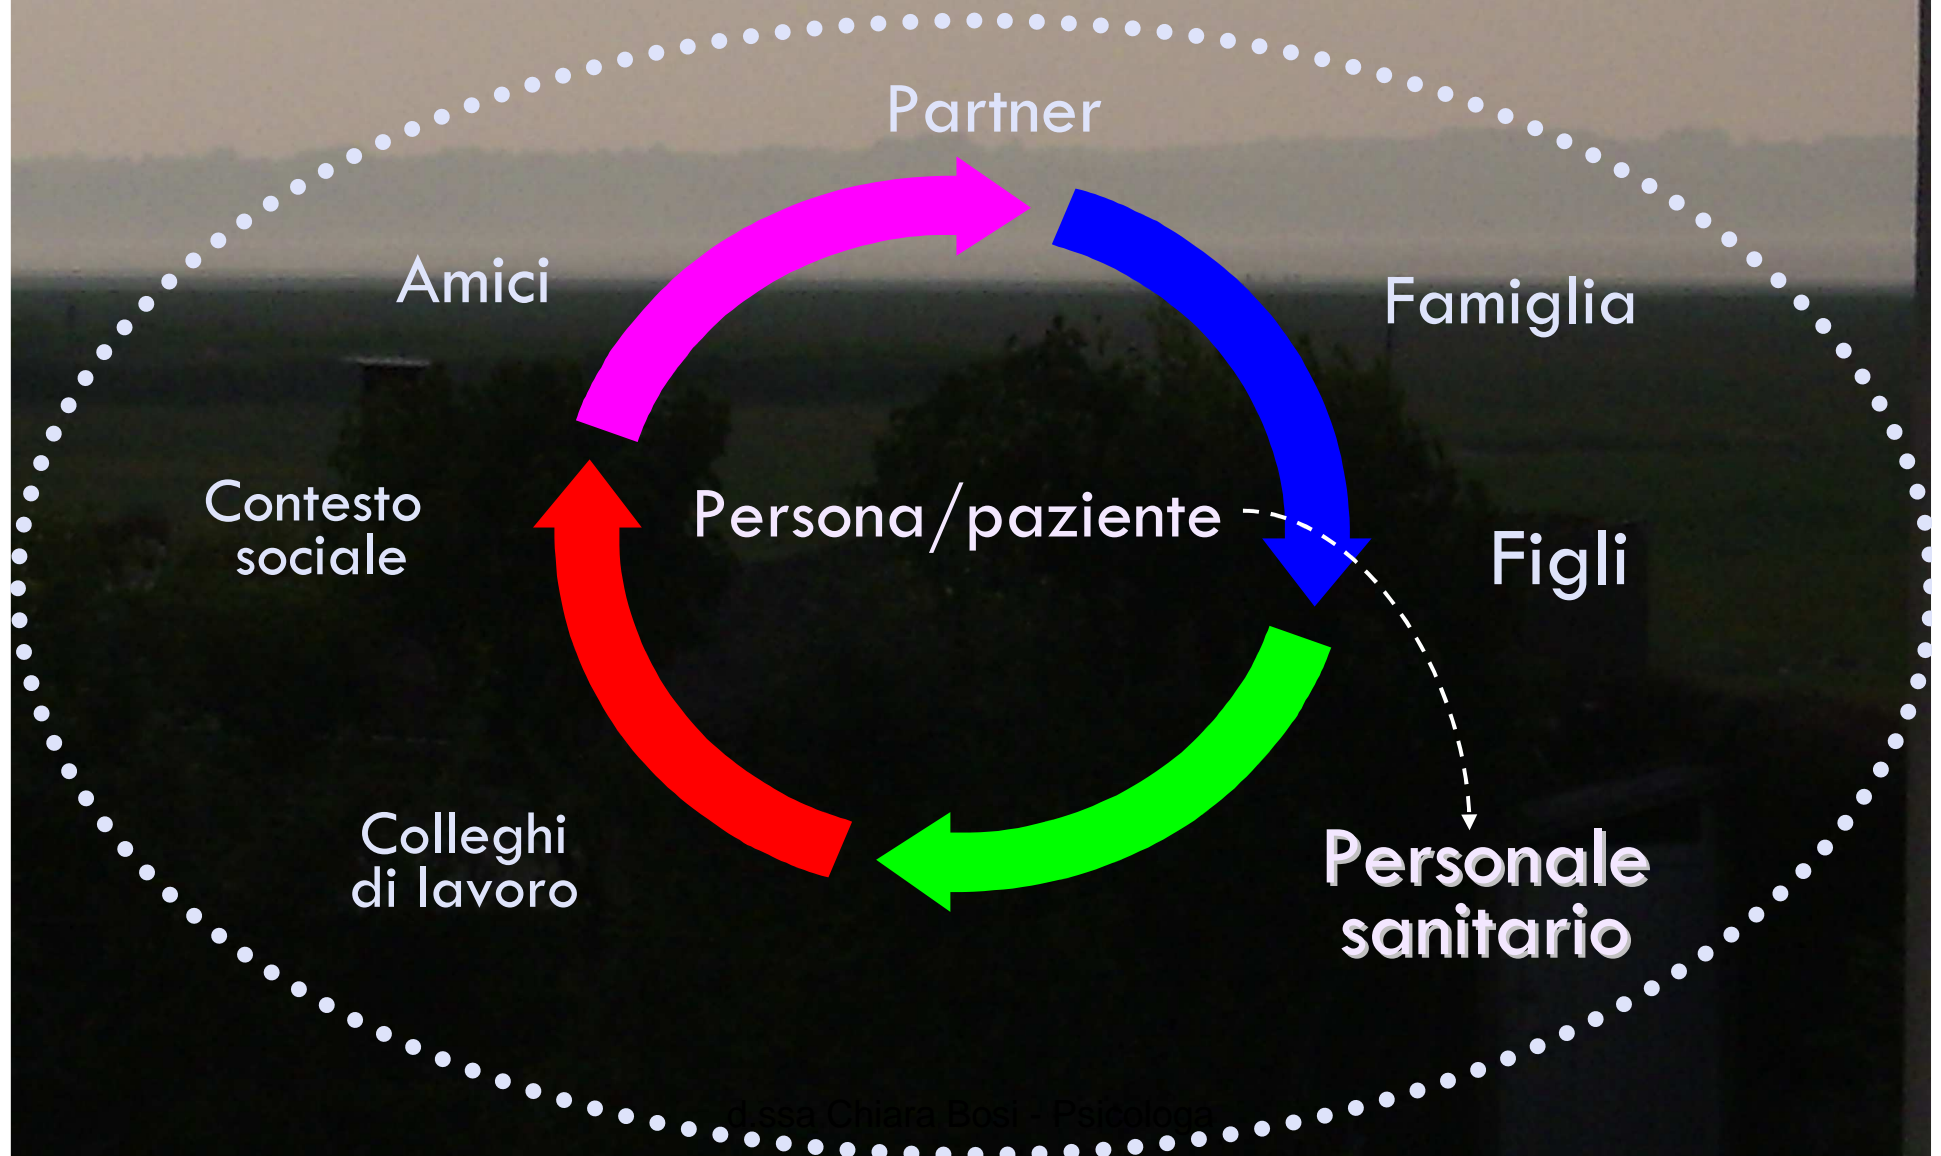 Partner
Amici
Famiglia
Contesto
sociale
Persona/paziente
Figli
Colleghi
di lavoro
Personale
sanitario
d.ssa Chiara Bosi - Psicologa